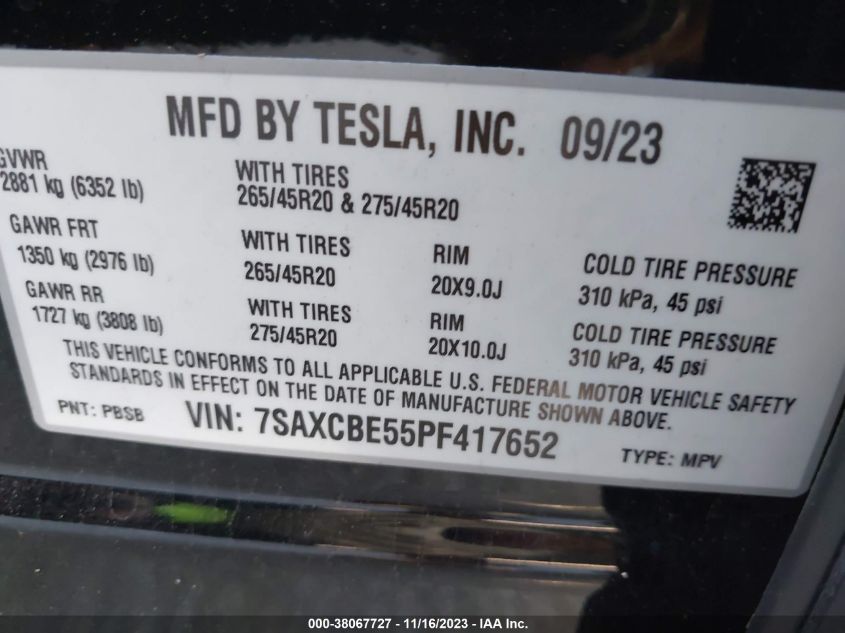 MFD BY TESLA, INC. 09/23
GVWR
2881 kg (6352 lb)
WITH TIRES
265/45R20 & 275/45R20
GAWR FRT
1350 kg (2976 lb)
WITH TIRES
265/45R20
RIM
20X9.0J
COLD TIRE PRESSURE
310 kPa, 45 psi
GAWR RR
1727 kg (3808 lb)
WITH TIRES
275/45R20
RIM
20X10.0J
COLD TIRE PRESSURE
310 kPa, 45 psi
THIS VEHICLE CONFORMS TO ALL APPLICABLE U.S. FEDERAL MOTOR VEHICLE SAFETY
STANDARDS IN EFFECT ON THE DATE OF MANUFACTURE SHOWN ABOVE.
PNT: PBSB VIN: 7SAXCBE55PF417652 TYPE: MPV
000-38067727 - 11/16/2023 - IAA Inc.